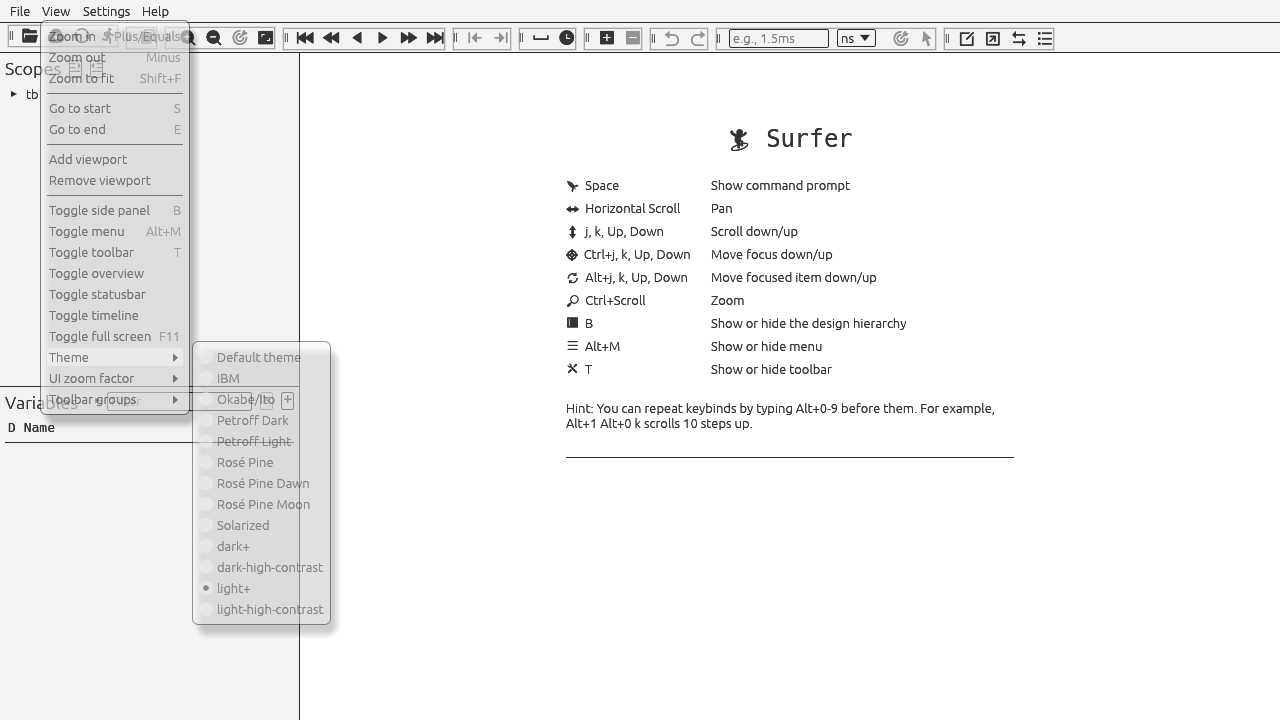 File View Settings Help
e.g., 1.5ms ns
Scopes
tb
Zoom in Plus/Equals
Zoom out Minus
Zoom to fit Shift+F
Go to start S
Go to end E
Add viewport
Remove viewport
Toggle side panel B
Toggle menu Alt+M
Toggle toolbar T
Toggle overview
Toggle statusbar
Toggle timeline
Toggle full screen F11
Theme
UI zoom factor
Toolbar groups
Variables
D Name
Default theme
IBM
Okabe/Ito
Petroff Dark
Petroff Light
Rosé Pine
Rosé Pine Dawn
Rosé Pine Moon
Solarized
dark+
dark-high-contrast
light+
light-high-contrast
Surfer
Space Show command prompt
Horizontal Scroll Pan
j, k, Up, Down Scroll down/up
Ctrl+j, k, Up, Down Move focus down/up
Alt+j, k, Up, Down Move focused item down/up
Ctrl+Scroll Zoom
B Show or hide the design hierarchy
Alt+M Show or hide menu
T Show or hide toolbar
Hint: You can repeat keybinds by typing Alt+0-9 before them. For example,
Alt+1 Alt+0 k scrolls 10 steps up.